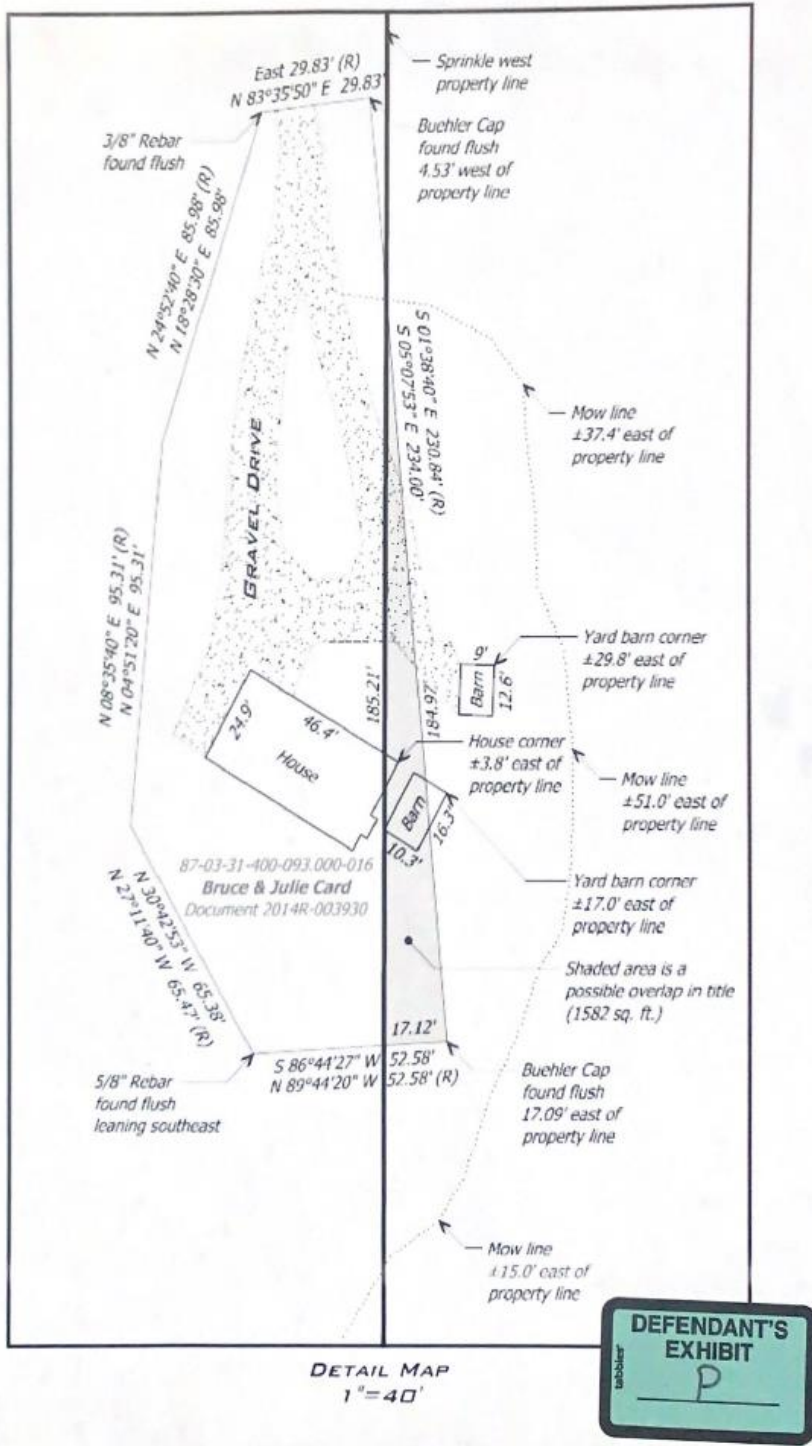 East 29.83' (R)
N 83°35'50" E 29.83'
Sprinkle west
property line
3/8" Rebar
found flush
Buehler Cap
found flush
4.53' west of
property line
N 24°52'40" E 85.98' (R)
N 18°28'30" E 85.98'
S 01°38'40" E 230.84' (R)
S 05°07'53" E 234.00'
Mow line
±37.4' east of
property line
GRAVEL DRIVE
N 08°35'40" E 95.31' (R)
N 04°51'20" E 95.31'
185.21'
184.97'
9'
Barn
12.6'
Yard barn corner
±29.8' east of
property line
24.9'
46.4'
House
House corner
±3.8' east of
property line
Mow line
±51.0' east of
property line
Barn
16.3'
10.3'
87-03-31-400-093.000-016
Bruce & Julie Card
Document 2014R-003930
Yard barn corner
±17.0' east of
property line
N 30°42'53" W 65.38'
N 27°11'40" W 65.47' (R)
Shaded area is a
possible overlap in title
(1582 sq. ft.)
17.12'
S 86°44'27" W 52.58'
N 89°44'20" W 52.58' (R)
5/8" Rebar
found flush
leaning southeast
Buehler Cap
found flush
17.09' east of
property line
Mow line
±15.0' east of
property line
DETAIL MAP
1"=40'
tabbies®
DEFENDANT'S
EXHIBIT
P